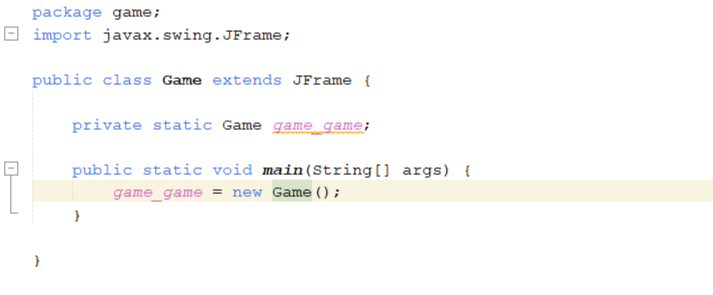 package game;
import javax.swing.JFrame;
public class Game extends JFrame {
private static Game game_game;
public static void main(String[] args) {
game_game = new Game();
}
}